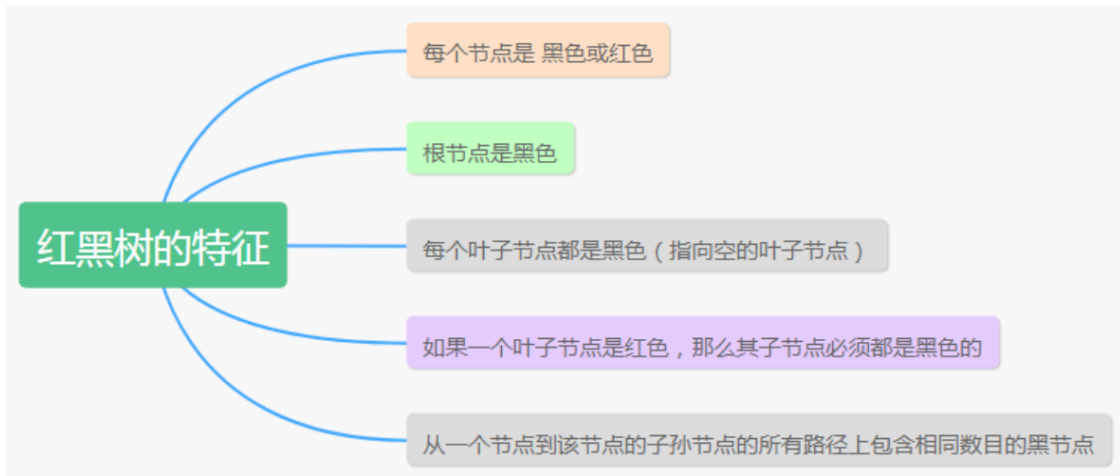 每个节点是 黑色或红色
根节点是黑色
红黑树的特征
每个叶子节点都是黑色（指向空的叶子节点）
如果一个叶子节点是红色，那么其子节点必须都是黑色的
从一个节点到该节点的子孙节点的所有路径上包含相同数目的黑节点